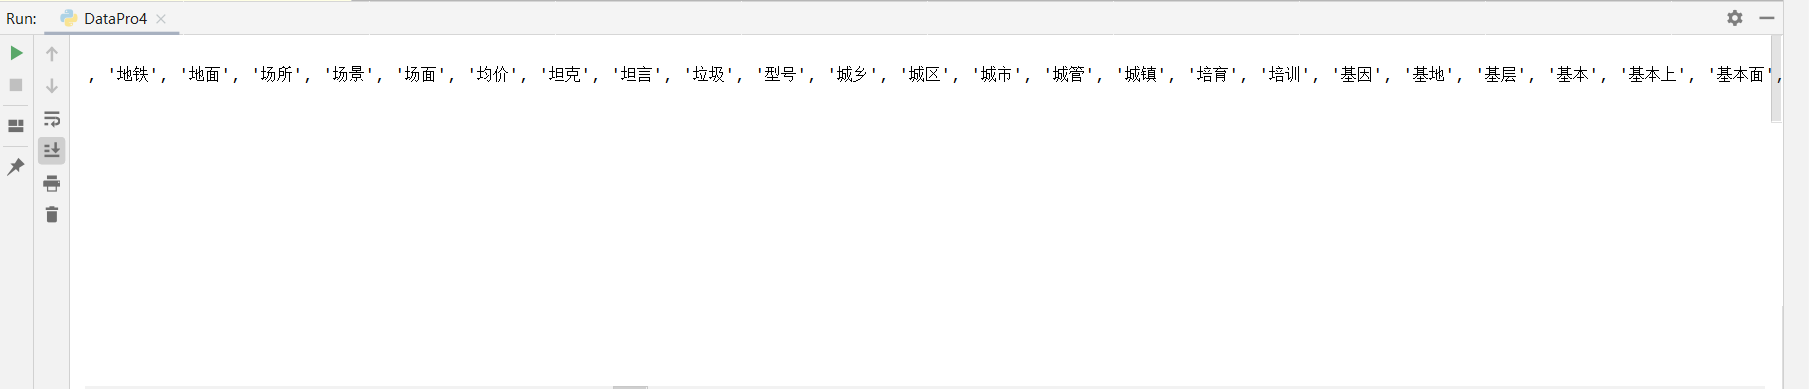 Run: DataPro4
, '地铁', '地面', '场所', '场景', '场面', '均价', '坦克', '坦言', '垃圾', '型号', '城乡', '城区', '城市', '城管', '城镇', '培育', '培训', '基因', '基地', '基层', '基本', '基本上', '基本面',